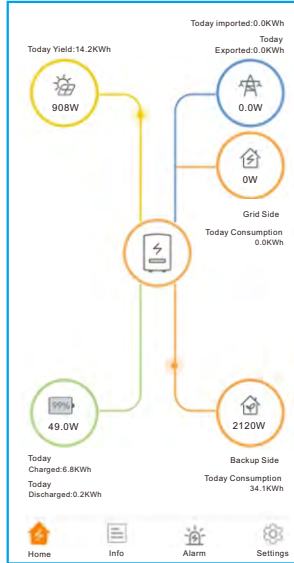 Today imported:0.0KWh
Today
Exported:0.0KWh
Today Yield:14.2KWh
908W
0.0W
0W
Grid Side
Today Consumption
0.0KWh
99%
49.0W
2120W
Today
Charged:6.8KWh
Today
Discharged:0.2KWh
Backup Side
Today Consumption
34.1KWh
Home
Info
Alarm
Settings